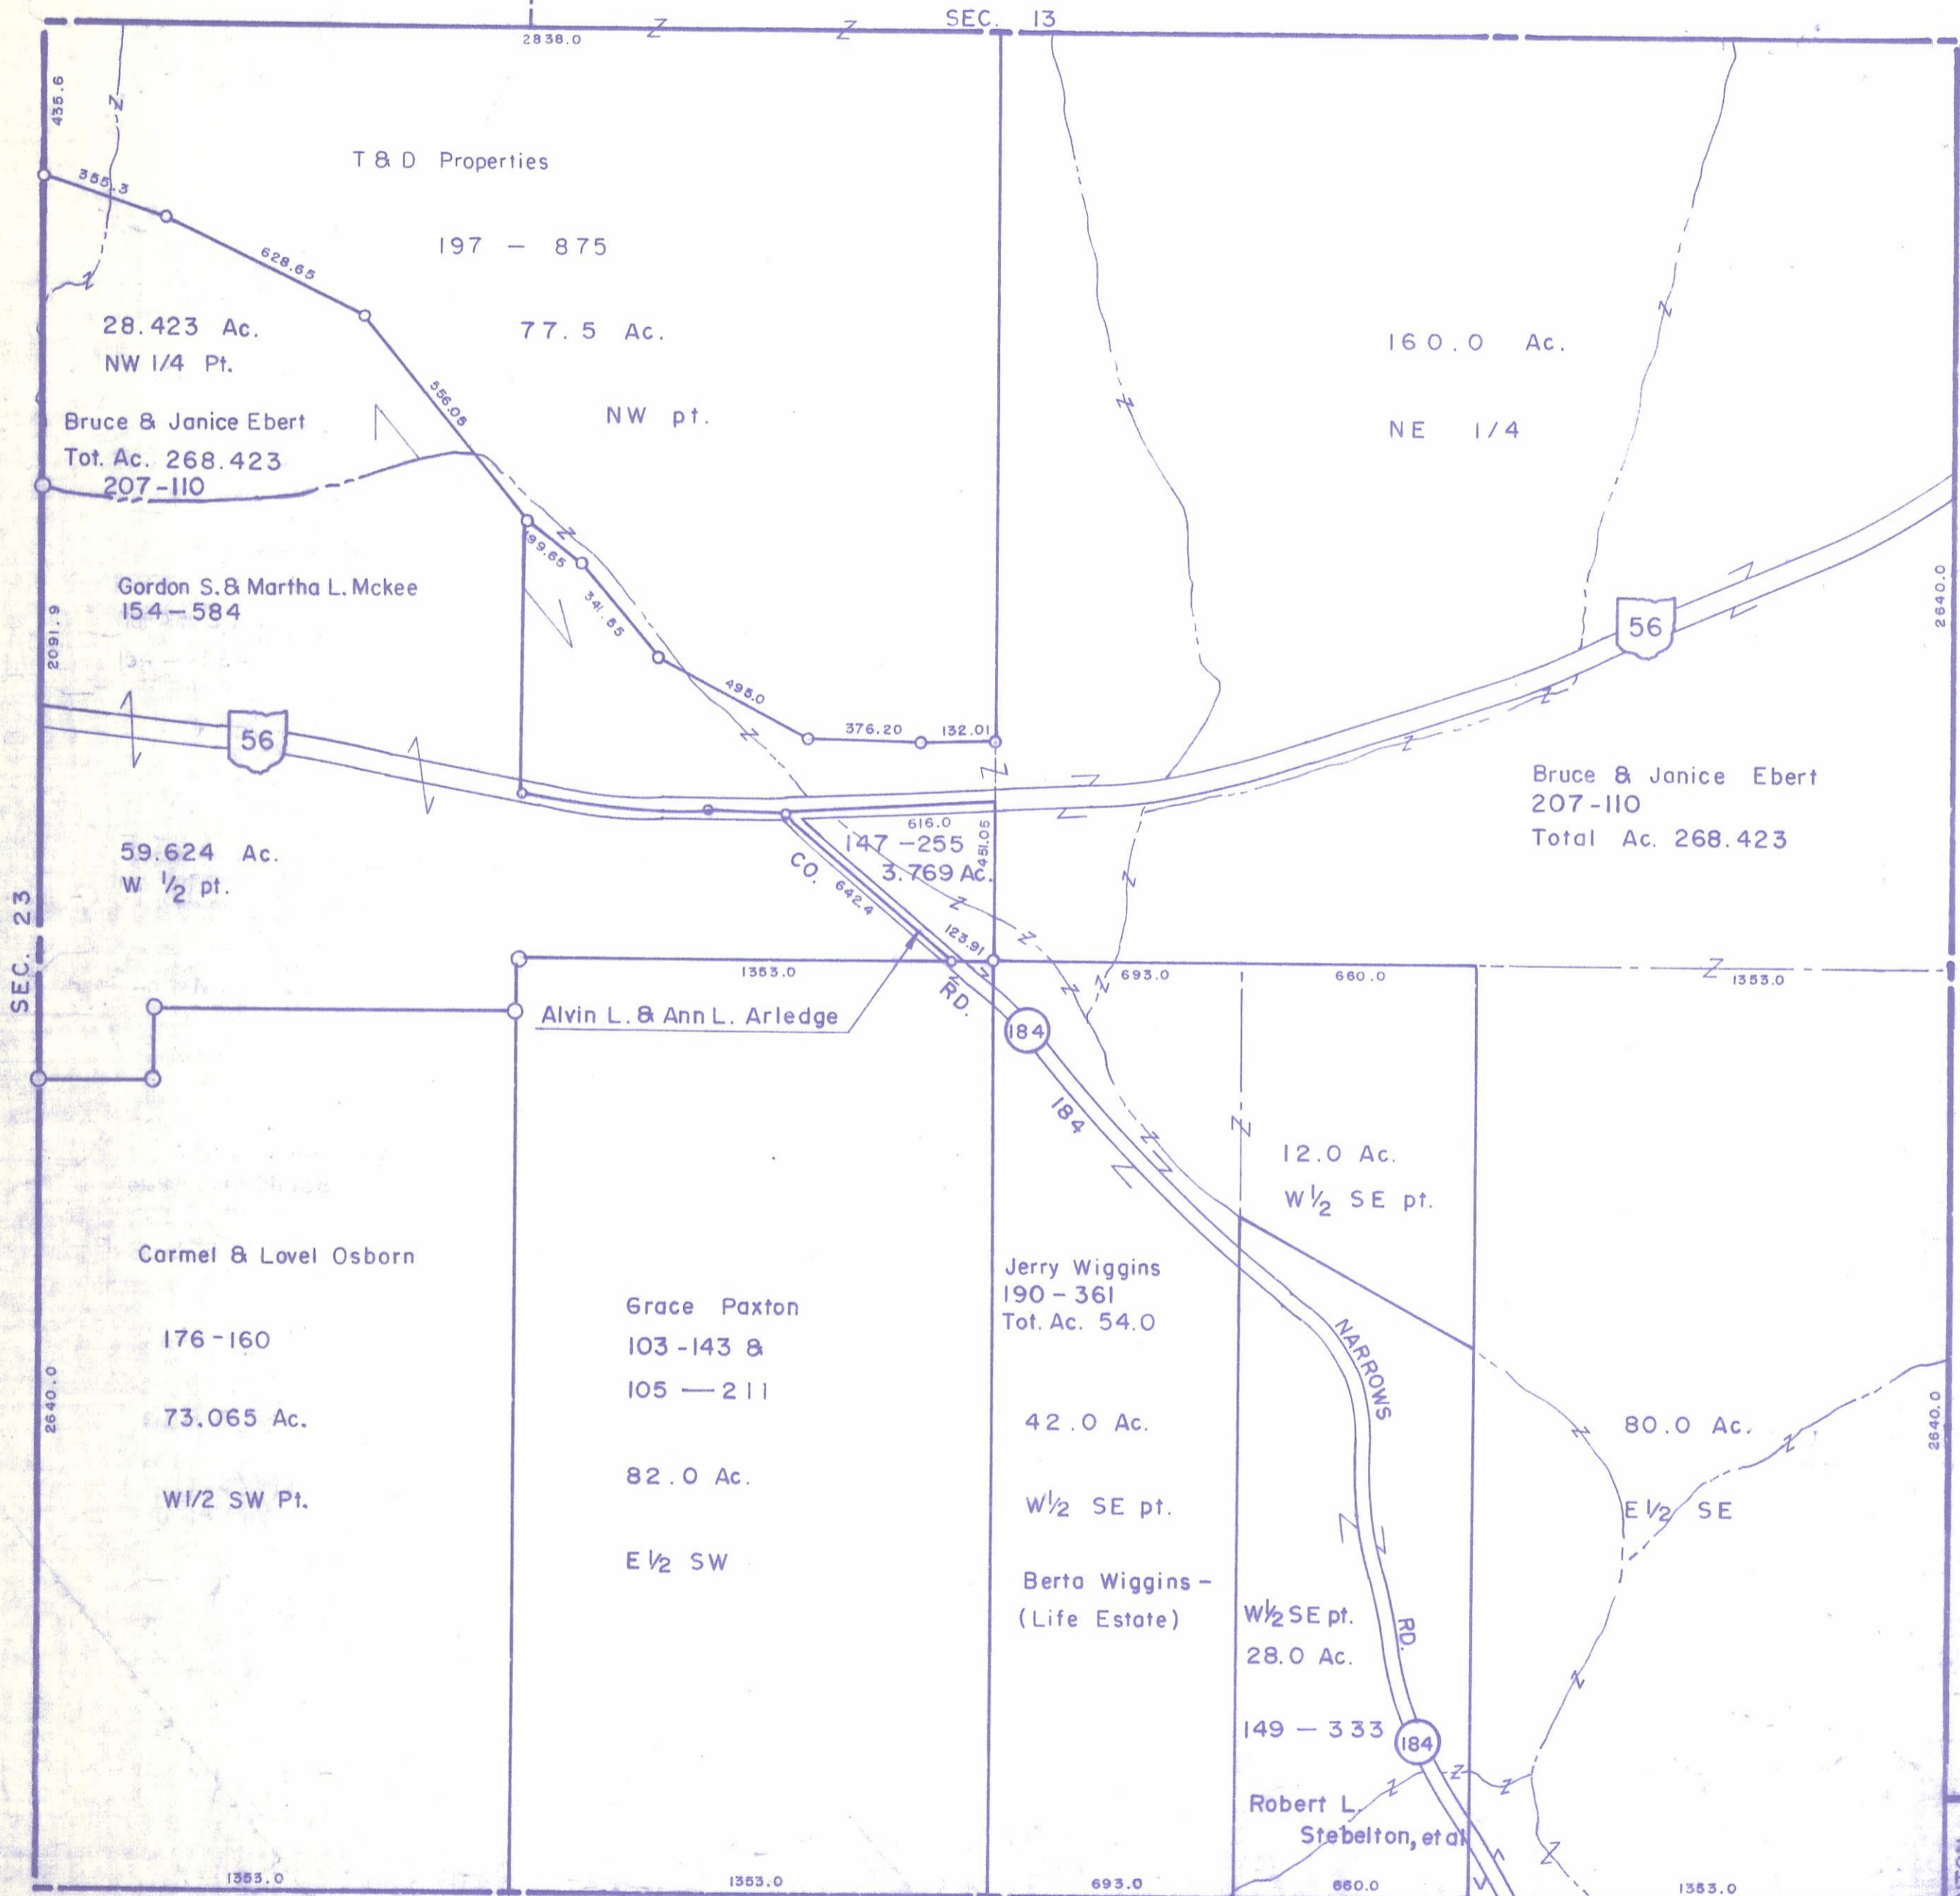 SEC. 13
2838.0
435.6
T & D Properties
355.3
197 — 875
628.65
28.423 Ac.
NW 1/4 Pt.
77.5 Ac.
160.0 Ac.
556.05
NW pt.
NE 1/4
Bruce & Janice Ebert
Tot. Ac. 268.423
207-110
199.65
Gordon S. & Martha L. Mckee
154-584
341.55
2640.0
56
2091.9
495.0
376.20
132.01
56
Bruce & Janice Ebert
207-110
Total Ac. 268.423
616.0
147-255
3.769 Ac.
451.05
59.624 Ac.
W 1/2 pt.
CO.
642.4
123.91
SEC. 23
1353.0
693.0
660.0
1353.0
RD.
Alvin L. & Ann L. Arledge
184
184
12.0 Ac.
W 1/2 SE pt.
Carmel & Lovel Osborn
176-160
73.065 Ac.
W1/2 SW Pt.
2640.0
Grace Paxton
103-143 &
105 — 211
82.0 Ac.
E 1/2 SW
Jerry Wiggins
190-361
Tot. Ac. 54.0
42.0 Ac.
W 1/2 SE pt.
Berta Wiggins -
(Life Estate)
NARROWS
RD.
80.0 Ac.
E 1/2 SE
2640.0
W 1/2 SE pt.
28.0 Ac.
149 — 333
184
Robert L.
Stebelton, et al
1353.0
1353.0
693.0
660.0
1353.0